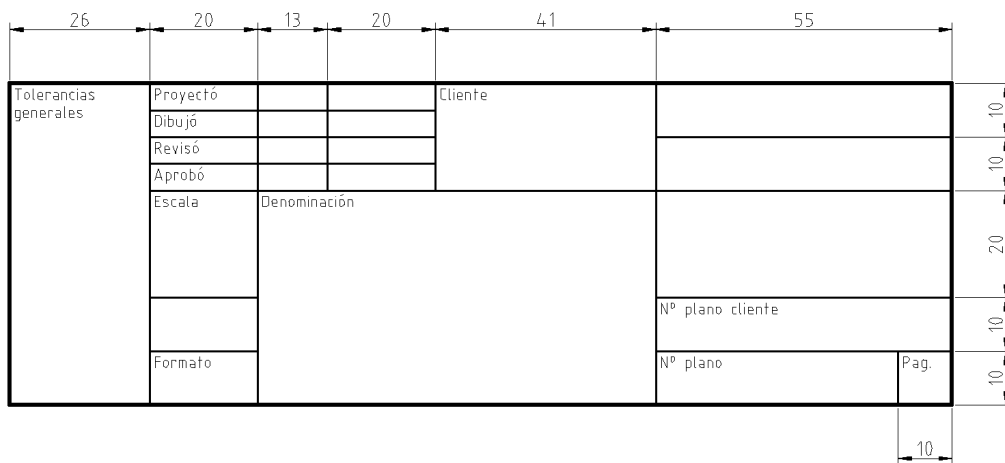 26 20 13 20 41 55
Tolerancias
generales
Proyectó
Cliente
10
Dibujó
Revisó
10
Aprobó
Escala
Denominación
20
Nº plano cliente
10
Formato
Nº plano
Pag.
10
10